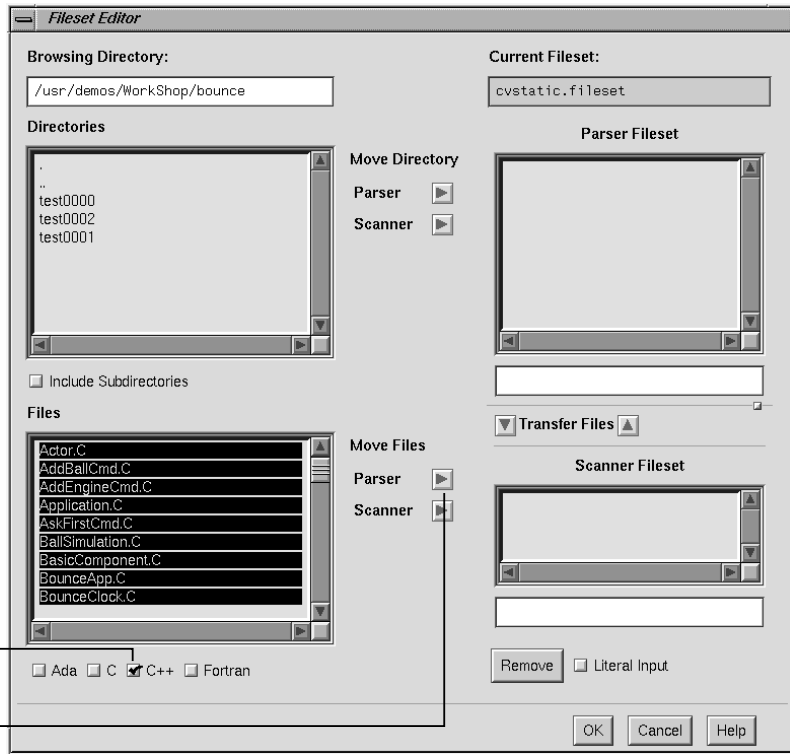 Fileset Editor
Browsing Directory:
/usr/demos/WorkShop/bounce
Directories
.
..
test0000
test0002
test0001
Move Directory
Parser
Scanner
Include Subdirectories
Files
Actor.C
AddBallCmd.C
AddEngineCmd.C
Application.C
AskFirstCmd.C
BallSimulation.C
BasicComponent.C
BounceApp.C
BounceClock.C
Move Files
Parser
Scanner
Ada C C++ Fortran
Current Fileset:
cvstatic.fileset
Parser Fileset
Transfer Files
Scanner Fileset
Remove Literal Input
OK Cancel Help